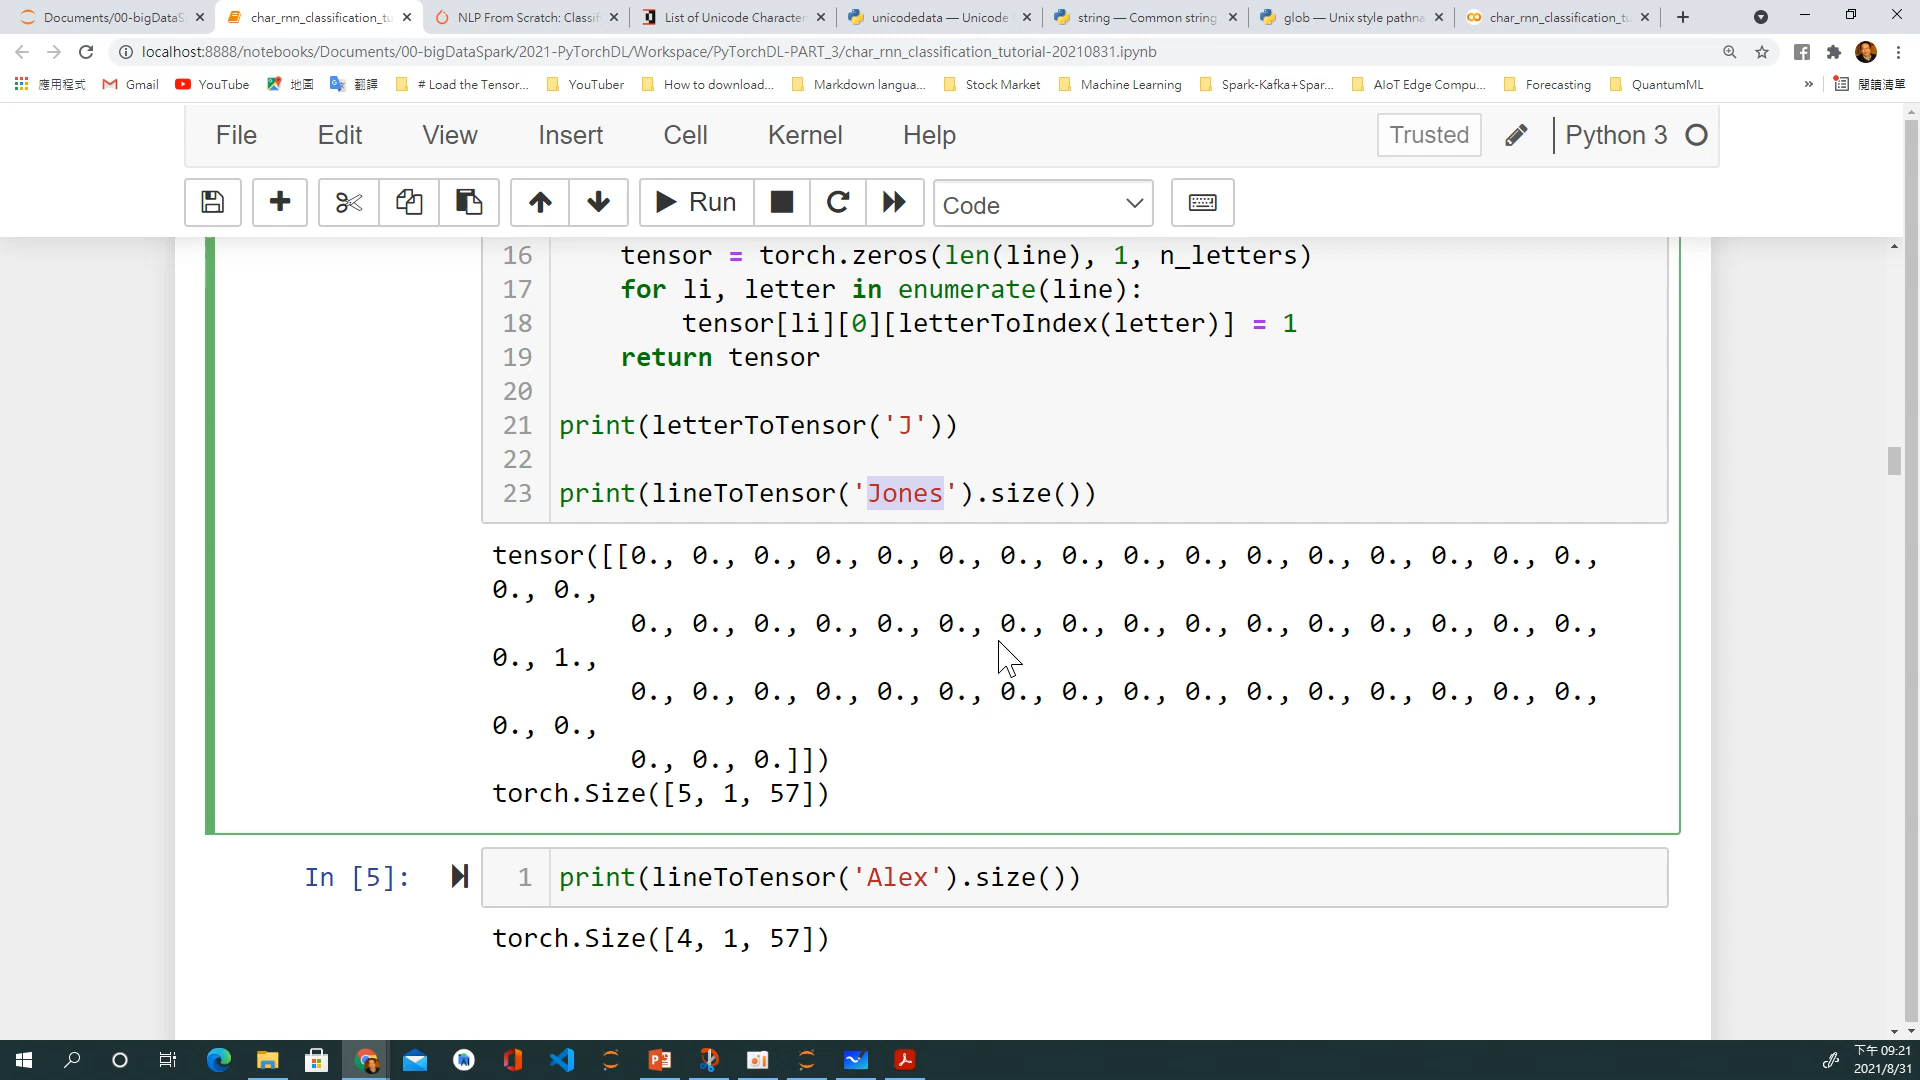 Documents/00-bigDataS
char_rnn_classification_tu
NLP From Scratch: Classif
List of Unicode Character
unicodedata — Unicode
string — Common string
glob — Unix style pathna
char_rnn_classification_tu
localhost:8888/notebooks/Documents/00-bigDataSpark/2021-PyTorchDL/Workspace/PyTorchDL-PART_3/char_rnn_classification_tutorial-20210831.ipynb
應用程式
Gmail
YouTube
地圖
翻譯
# Load the Tensor...
YouTuber
How to download...
Markdown langua...
Stock Market
Machine Learning
Spark-Kafka+Spar...
AIoT Edge Compu...
Forecasting
QuantumML
»
閱讀清單
File Edit View Insert Cell Kernel Help
Trusted
Python 3
Run
Code
16 tensor = torch.zeros(len(line), 1, n_letters)
17 for li, letter in enumerate(line):
18 tensor[li][0][letterToIndex(letter)] = 1
19 return tensor
20
21 print(letterToTensor('J'))
22
23 print(lineToTensor('Jones').size())
tensor([[0., 0., 0., 0., 0., 0., 0., 0., 0., 0., 0., 0., 0., 0., 0., 0.,
0., 0.,
0., 0., 0., 0., 0., 0., 0., 0., 0., 0., 0., 0., 0., 0., 0., 0.,
0., 1.,
0., 0., 0., 0., 0., 0., 0., 0., 0., 0., 0., 0., 0., 0., 0., 0.,
0., 0.,
0., 0., 0.]])
torch.Size([5, 1, 57])
In [5]:
1 print(lineToTensor('Alex').size())
torch.Size([4, 1, 57])
下午 09:21
2021/8/31